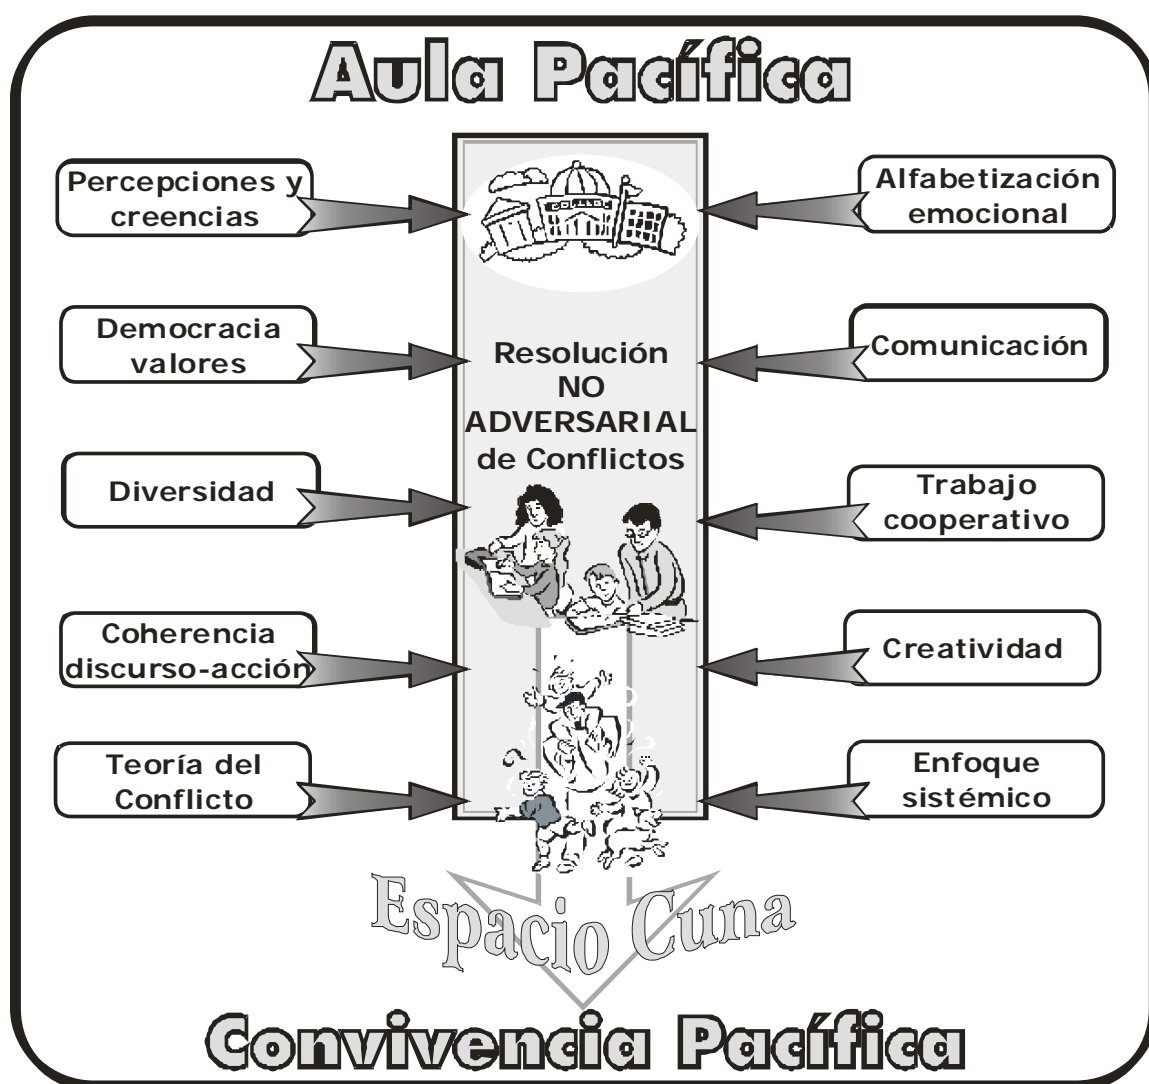 Aula Pacífica
Percepciones y
creencias
Democracia
valores
Diversidad
Coherencia
discurso-acción
Teoría del
Conflicto
Resolución
NO
ADVERSARIAL
de Conflictos
Alfabetización
emocional
Comunicación
Trabajo
cooperativo
Creatividad
Enfoque
sistémico
Espacio Cuna
Convivencia Pacífica